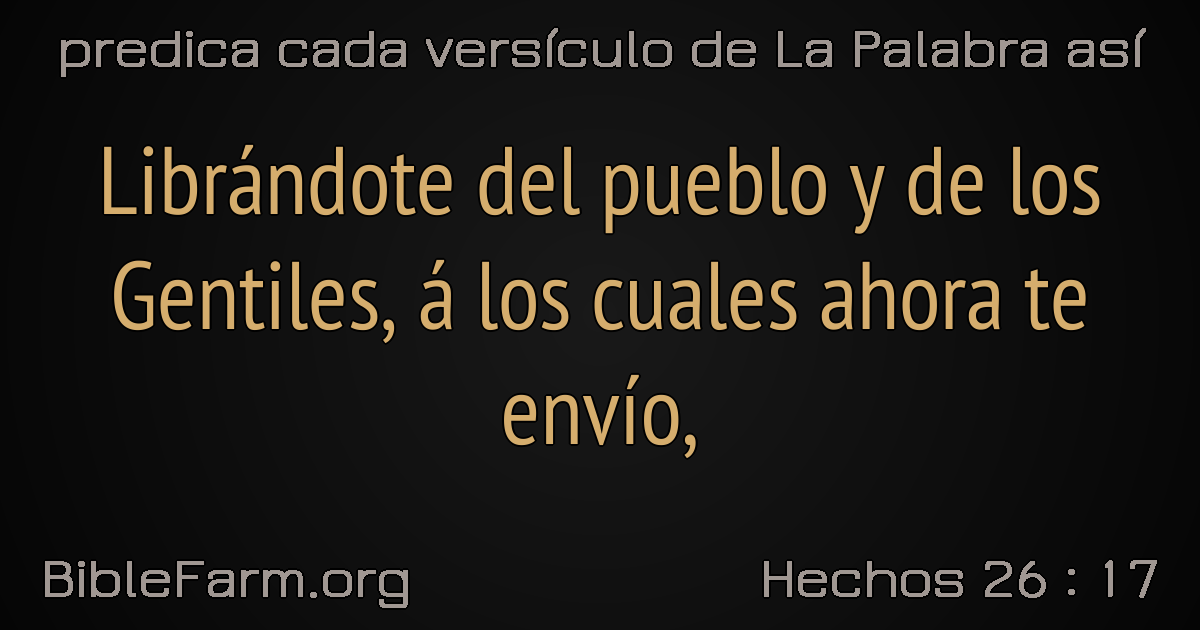 predica cada versículo de La Palabra así
Librándote del pueblo y de los
Gentiles, á los cuales ahora te
envío,
BibleFarm.org
Hechos 26 : 17